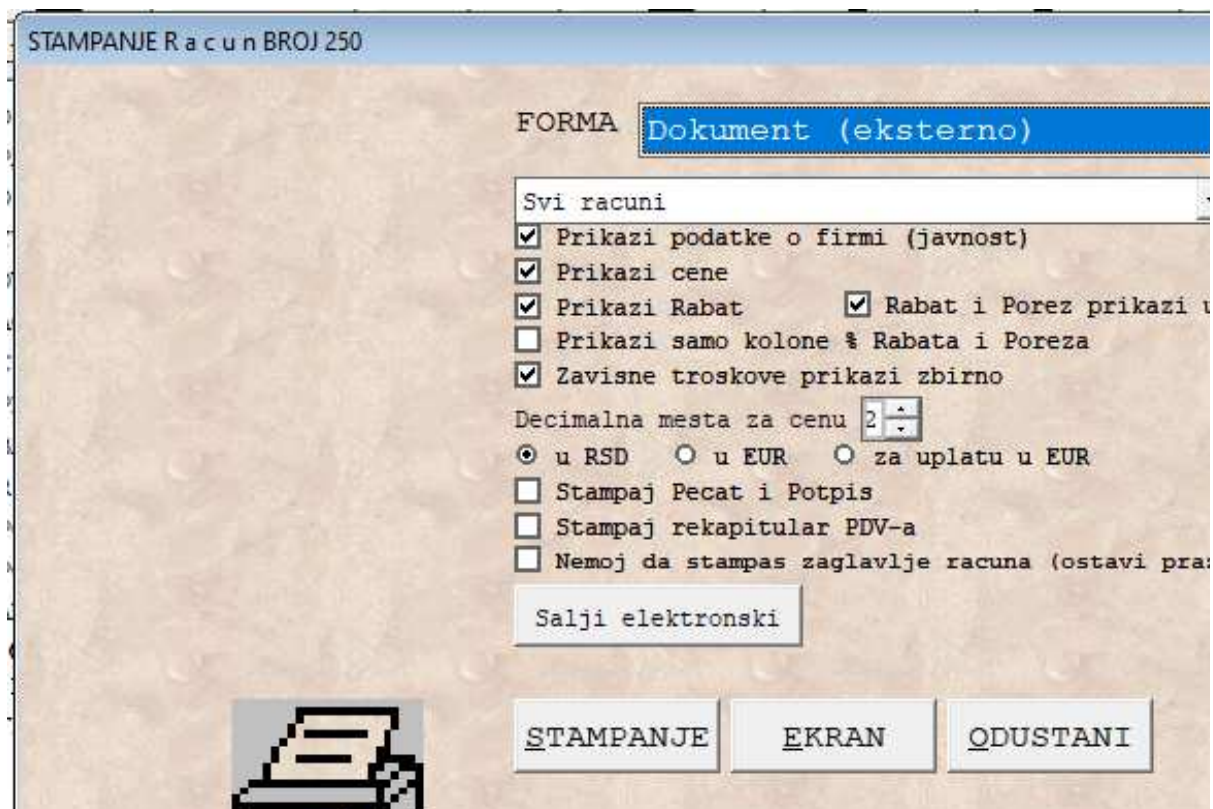 STAMPANJE R a c u n BROJ 250
FORMA Dokument (eksterno)
Svi racuni
Prikazi podatke o firmi (javnost)
Prikazi cene
Prikazi Rabat Rabat i Porez prikazi u
Prikazi samo kolone % Rabata i Poreza
Zavisne troskove prikazi zbirno
Decimalna mesta za cenu 2
u RSD u EUR za uplatu u EUR
Stampaj Pecat i Potpis
Stampaj rekapitular PDV-a
Nemoj da stampas zaglavlje racuna (ostavi
Salji elektronski
STAMPANJE EKRAN ODUSTANI